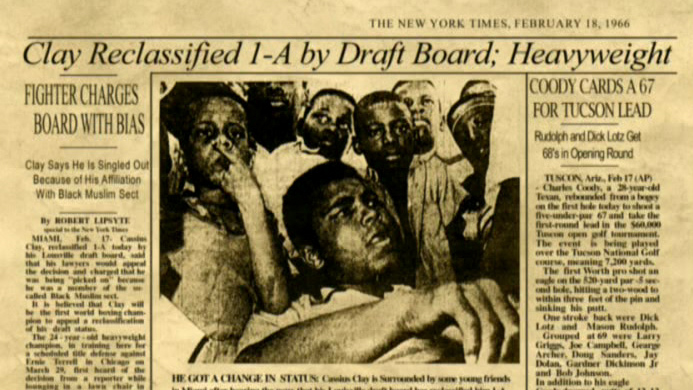 THE NEW YORK TIMES, FEBRUARY 18, 1966
Clay Reclassified 1-A by Draft Board; Heavyweight
FIGHTER CHARGES
BOARD WITH BIAS
Clay Says He Is Singled Out
Because of His Affiliation
With Black Muslim Sect
By ROBERT LIPSYTE
special to the New York Times
MIAMI, Feb. 17- Cassius
Clay, reclassified 1-A today by
his Louisville draft board, said
that his lawyers would appeal
the decision and charged that he
was being "picked on" because
he was a member of the so-
called Black Muslim sect.
It is believed that Clay will
be the first world boxing cham-
pion to appeal a reclassification
of his draft status.
The 24 - year - old heavyweight
champion, in training here for
a scheduled title defense against
Ernie Terrell in Chicago on
March 29, first heard of the
decision from a reporter while
lounging in a lawn chair in
HE GOT A CHANGE IN STATUS: Cassius Clay is Surrounded by some young friends
COODY CARDS A 67
FOR TUCSON LEAD
Rudolph and Dick Lotz Get
68's in Opening Round
TUSCON, Ariz., Feb 17 (AP)
- Charles Coody, a 28-year-old
Texan, rebounded from a bogey
on the first hole today to shoot a
five-under-par 67 and take the
first-round lead in the $60,000
Tuscon open golf tournament.
The event is being played
over the Tucson National Golf
course, meaning 7,200 yards.
The first Worth pro shot an
eagle on the 520-yard par -5 sec-
ond hole, hitting a two-wood to
within three feet of the pin and
sinking his putt.
One stroke back were Dick
Lotz and Mason Rudolph.
Grouped at 69 were Larry
Griggs, Joe Campbell, George
Archer, Doug Sanders, Jay
Dolan, Gardner Dickinson Jr
and Bob Johnson.
In addition to his eagle